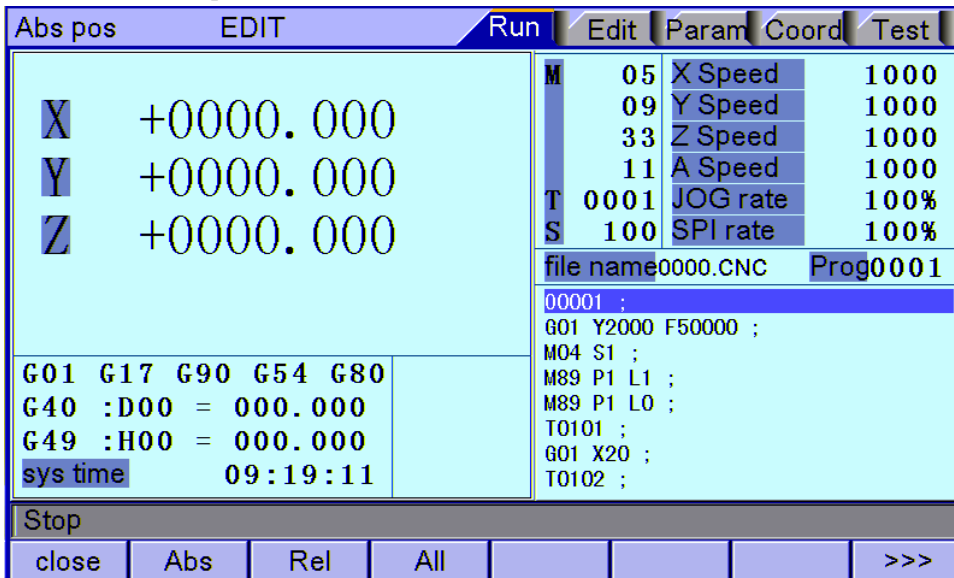 Abs pos EDIT Run Edit Param Coord Test
X +0000.000
Y +0000.000
Z +0000.000
G01 G17 G90 G54 G80
G40 :D00 = 000.000
G49 :H00 = 000.000
sys time 09:19:11
M 05 X Speed 1000
09 Y Speed 1000
33 Z Speed 1000
11 A Speed 1000
T 0001 JOG rate 100%
S 100 SPI rate 100%
file name0000.CNC Prog0001
O0001 ;
G01 Y2000 F50000 ;
M04 S1 ;
M89 P1 L1 ;
M89 P1 L0 ;
T0101 ;
G01 X20 ;
T0102 ;
Stop
close Abs Rel All >>>